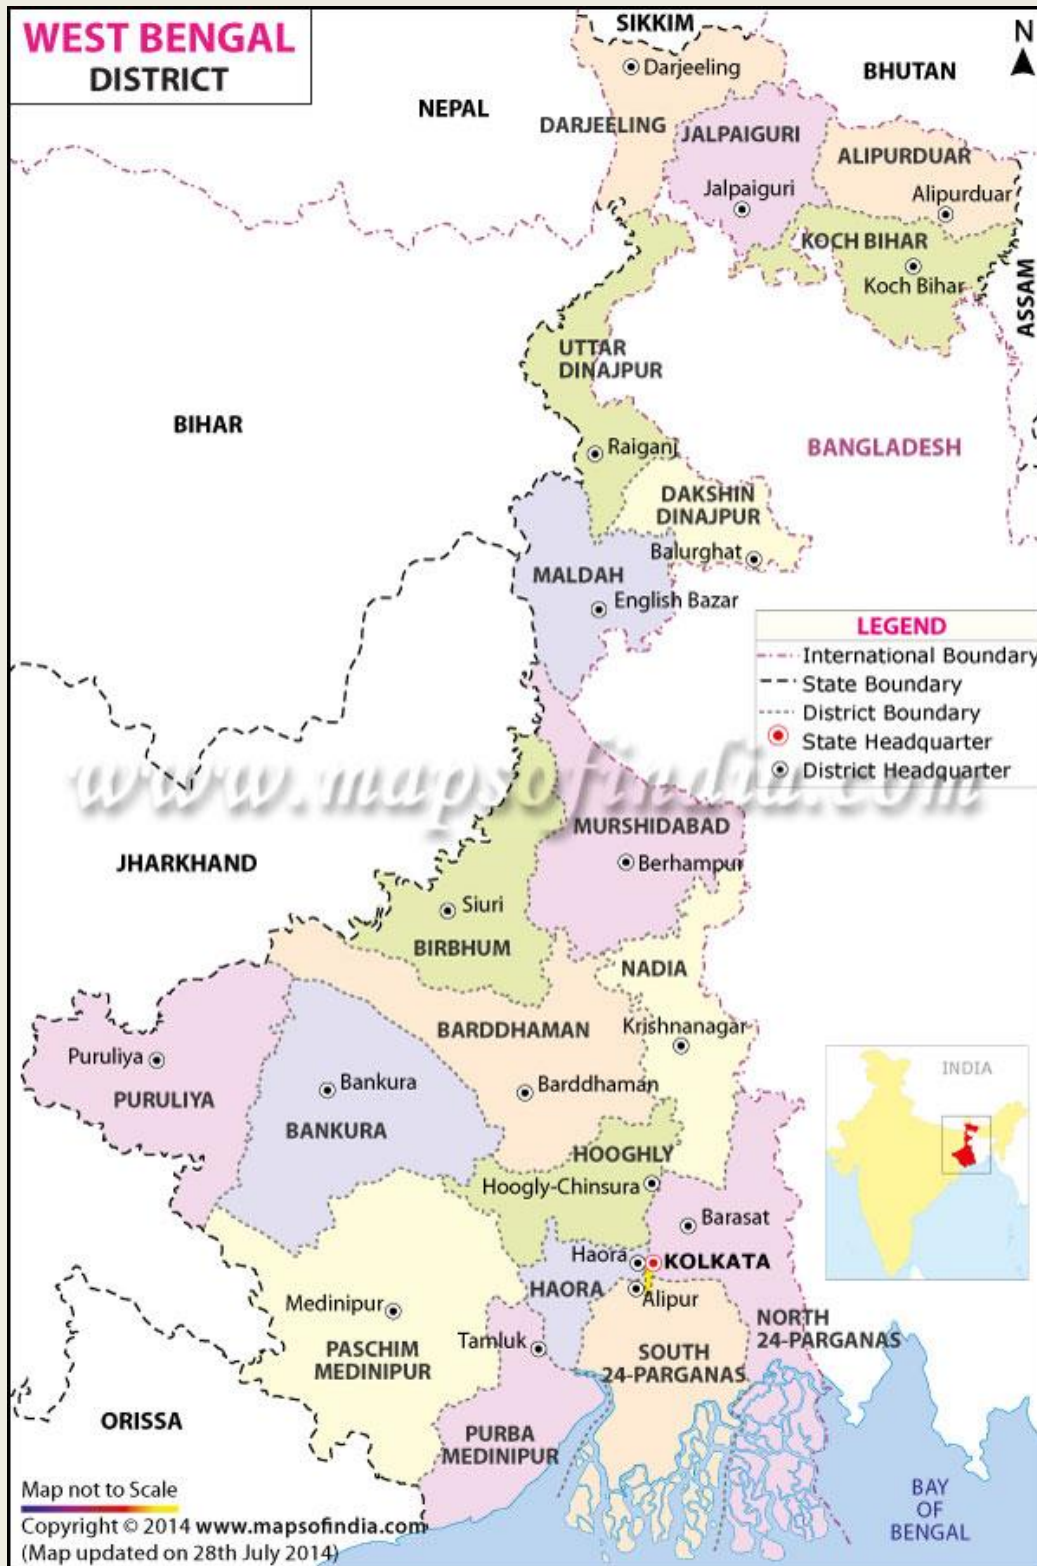 WEST BENGAL
DISTRICT
SIKKIM
N
Darjeeling
BHUTAN
NEPAL
DARJEELING
JALPAIGURI
ALIPURDUAR
Jalpaiguri
Alipurduar
KOCH BIHAR
Koch Bihar
ASSAM
UTTAR
DINAJPUR
BIHAR
Raiganj
BANGLADESH
DAKSHIN
DINAJPUR
Balurghat
MALDAH
English Bazar
LEGEND
International Boundary
State Boundary
District Boundary
State Headquarter
District Headquarter
www.mapsofindia.com
MURSHIDABAD
Berhampur
JHARKHAND
Siuri
BIRBHUM
NADIA
BARDDHAMAN
Krishnanagar
Puruliya
PURULIYA
Bankura
BANKURA
Barddhaman
INDIA
HOOGHLY
Hoogly-Chinsura
Barasat
Haora
KOLKATA
HAORA
Alipur
Medinipur
Tamluk
NORTH
24-PARGANAS
PASCHIM
MEDINIPUR
SOUTH
24-PARGANAS
ORISSA
PURBA
MEDINIPUR
BAY
OF
BENGAL
Map not to Scale
Copyright © 2014 www.mapsofindia.com
(Map updated on 28th July 2014)